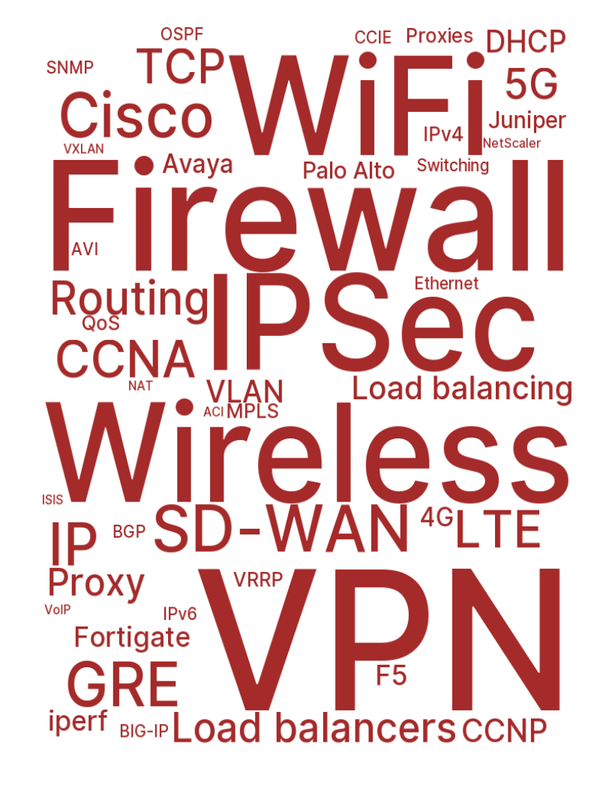 OSPF
CCIE
Proxies
DHCP
SNMP
TCP
WiFi
5G
Cisco
IPv4
Juniper
VXLAN
NetScaler
Avaya
Palo Alto
Switching
Firewall
AVI
Routing
IPSec
Ethernet
QoS
CCNA
NAT
VLAN
Load balancing
ACI
MPLS
Wireless
ISIS
IP
BGP
SD-WAN
4G
LTE
Proxy
VRRP
VPN
VoIP
IPv6
Fortigate
GRE
F5
iperf
BIG-IP
Load balancers
CCNP